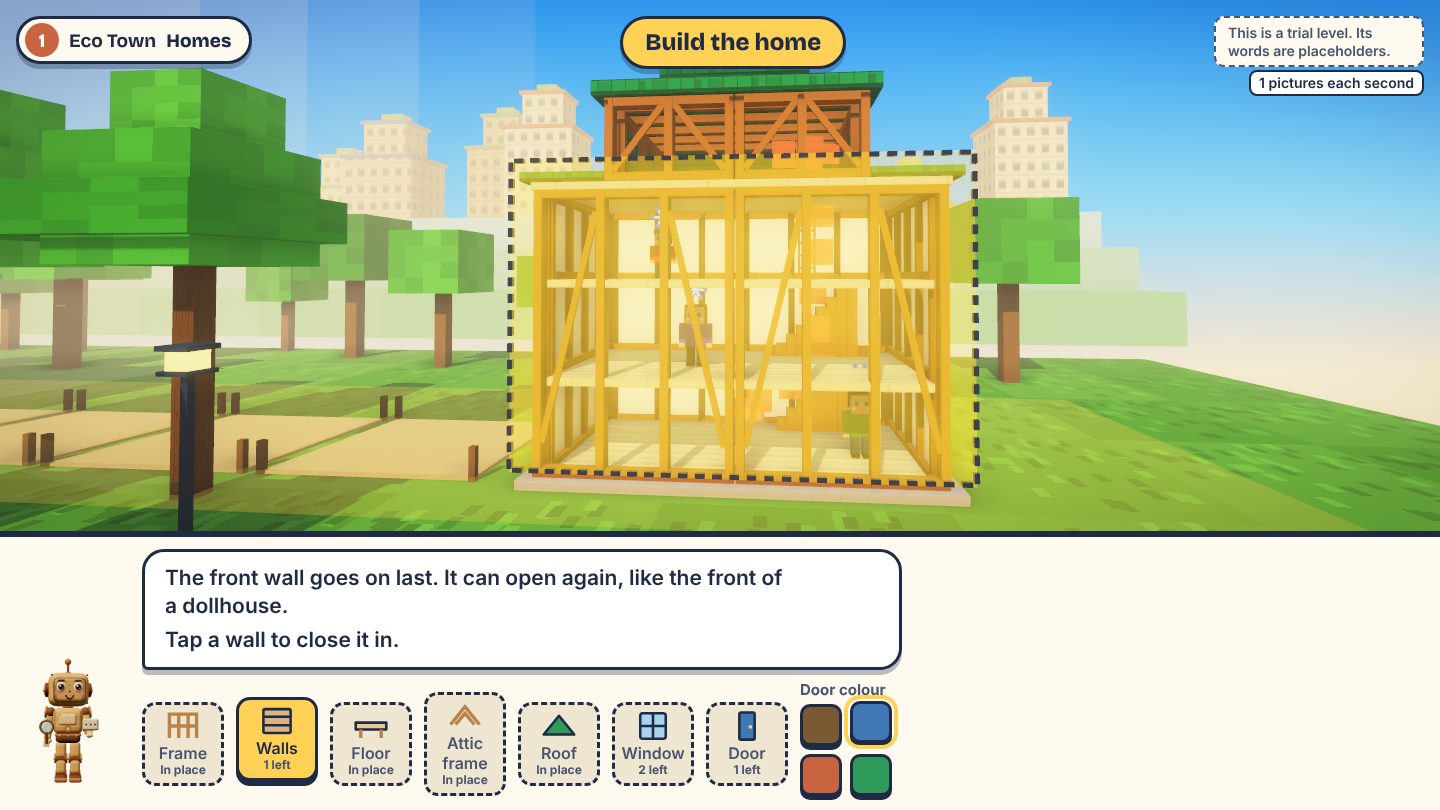 1 Eco Town Homes
Build the home
This is a trial level. Its
words are placeholders.
1 pictures each second
The front wall goes on last. It can open again, like the front of
a dollhouse.
Tap a wall to close it in.
Door colour
Frame
In place
Walls
1 left
Floor
In place
Attic
frame
In place
Roof
In place
Window
2 left
Door
1 left